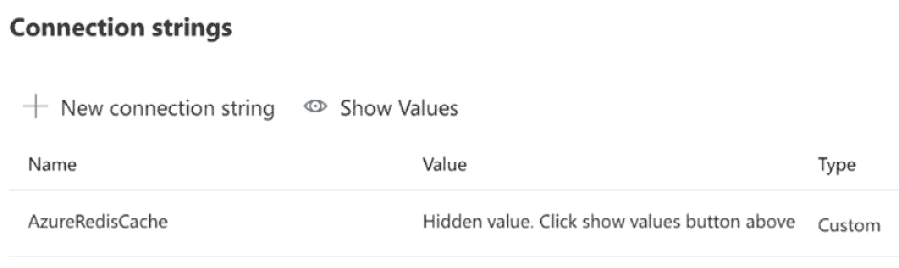 Connection strings
New connection string Show Values
Name Value Type
AzureRedisCache Hidden value. Click show values button above Custom